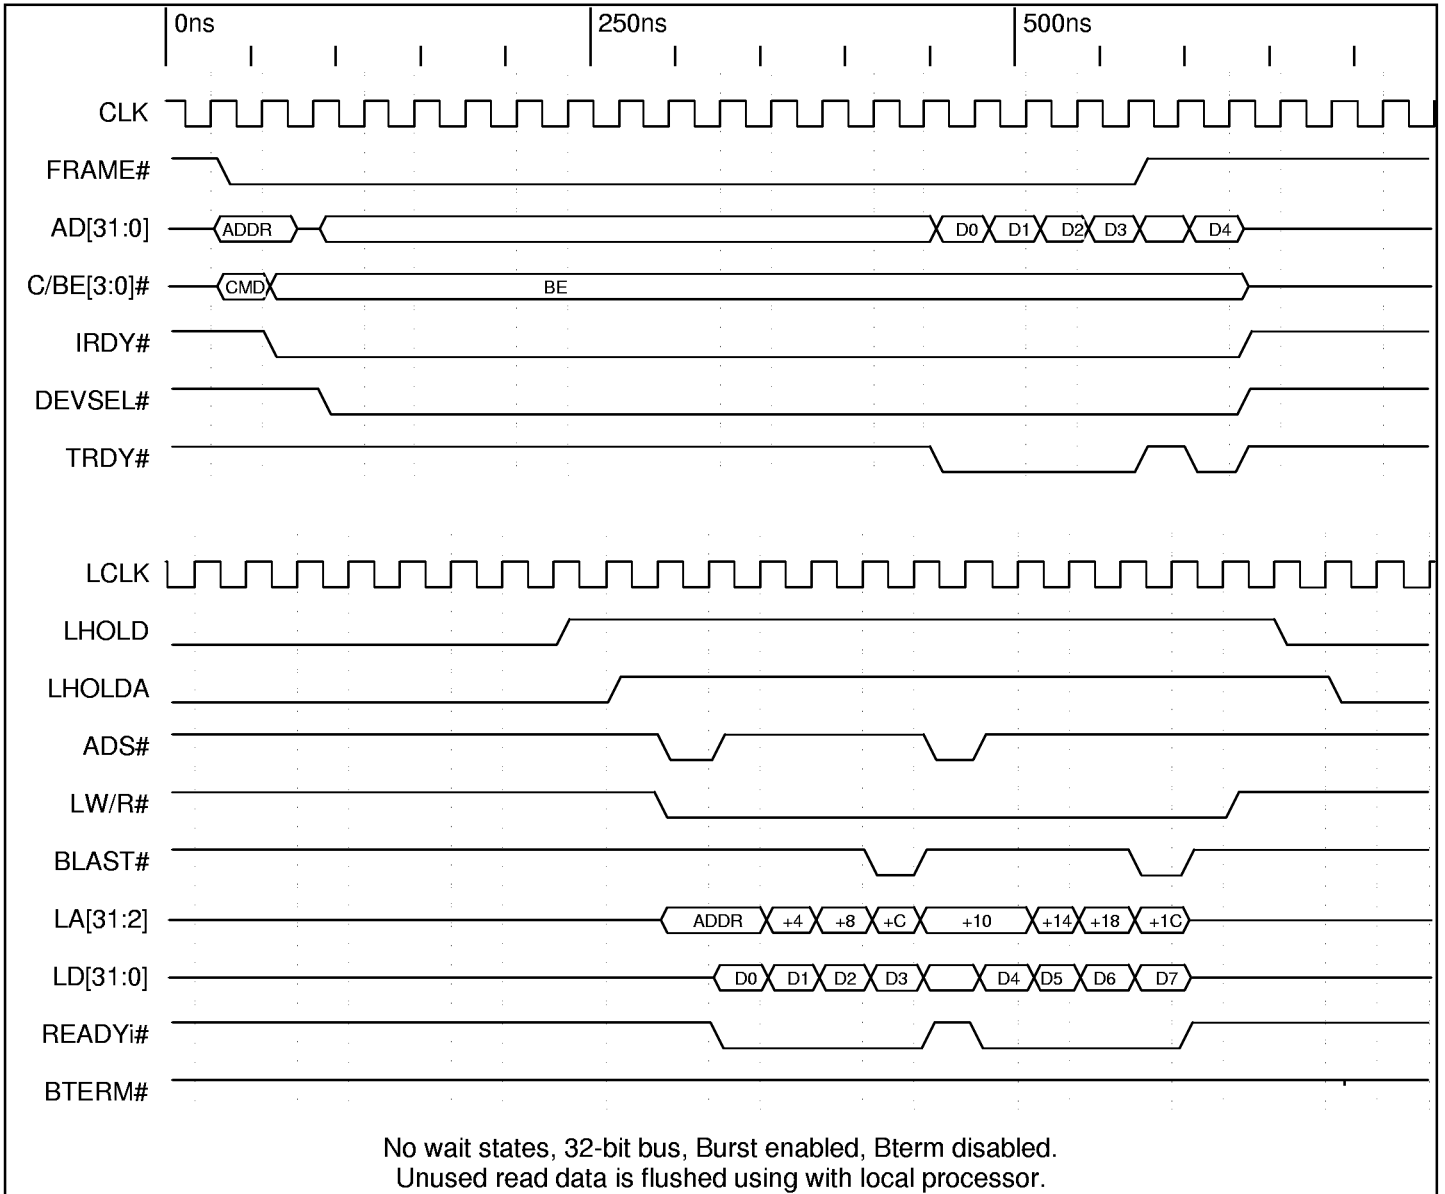 0ns 250ns 500ns
CLK
FRAME#
AD[31:0] ADDR D0 D1 D2 D3 D4
C/BE[3:0]# CMD BE
IRDY#
DEVSEL#
TRDY#
LCLK
LHOLD
LHOLDA
ADS#
LW/R#
BLAST#
LA[31:2] ADDR +4 +8 +C +10 +14 +18 +1C
LD[31:0] D0 D1 D2 D3 D4 D5 D6 D7
READYi#
BTERM#
No wait states, 32-bit bus, Burst enabled, Bterm disabled.
Unused read data is flushed using with local processor.